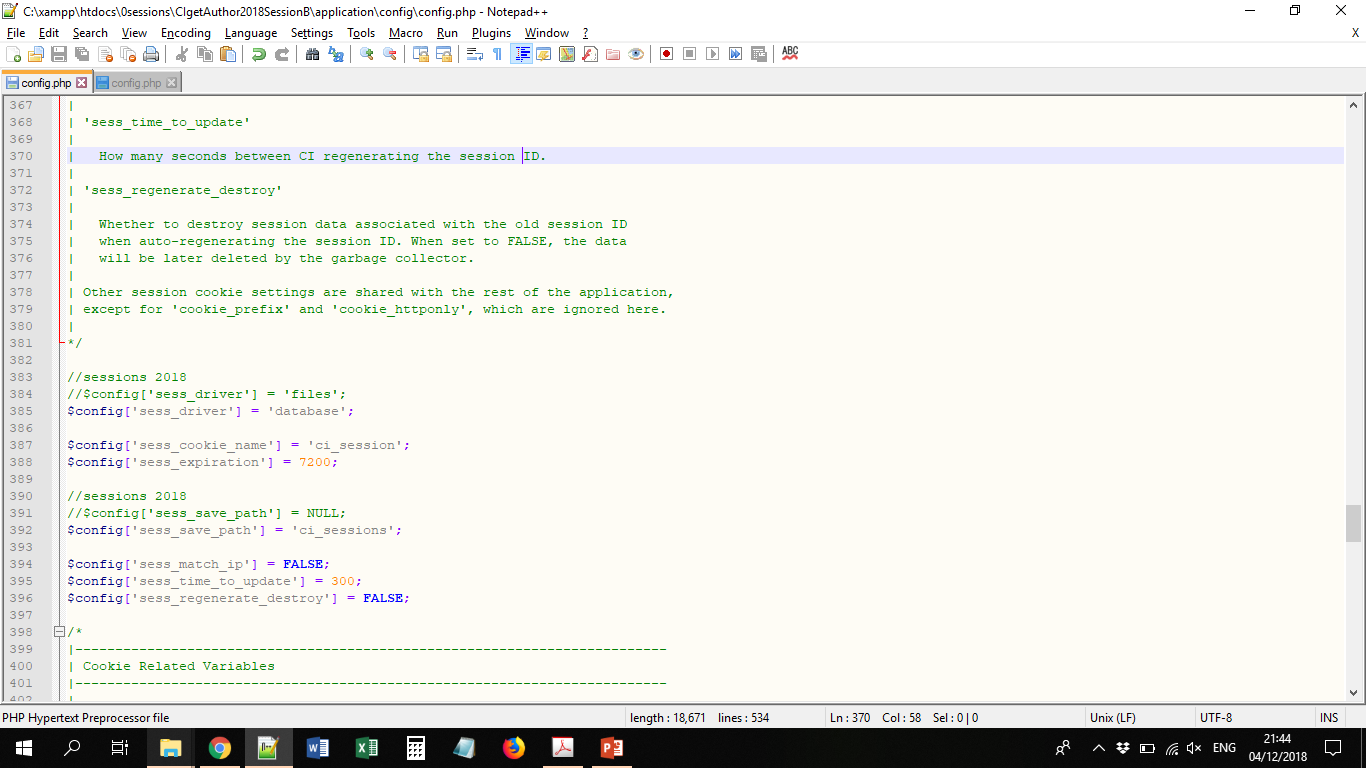 C:\xampp\htdocs\0sessions\CIgetAuthor2018SessionB\application\config\config.php - Notepad++
File Edit Search View Encoding Language Settings Tools Macro Run Plugins Window ? X
config.php config.php
367 |
368 | 'sess_time_to_update'
369 |
370 | How many seconds between CI regenerating the session ID.
371 |
372 | 'sess_regenerate_destroy'
373 |
374 | Whether to destroy session data associated with the old session ID
375 | when auto-regenerating the session ID. When set to FALSE, the data
376 | will be later deleted by the garbage collector.
377 |
378 | Other session cookie settings are shared with the rest of the application,
379 | except for 'cookie_prefix' and 'cookie_httponly', which are ignored here.
380 |
381 */
382
383 //sessions 2018
384 //$config['sess_driver'] = 'files';
385 $config['sess_driver'] = 'database';
386
387 $config['sess_cookie_name'] = 'ci_session';
388 $config['sess_expiration'] = 7200;
389
390 //sessions 2018
391 //$config['sess_save_path'] = NULL;
392 $config['sess_save_path'] = 'ci_sessions';
393
394 $config['sess_match_ip'] = FALSE;
395 $config['sess_time_to_update'] = 300;
396 $config['sess_regenerate_destroy'] = FALSE;
397
398 /*
399 |--------------------------------------------------------------------------
400 | Cookie Related Variables
401 |--------------------------------------------------------------------------
402 |
PHP Hypertext Preprocessor file length : 18,671 lines : 534 Ln : 370 Col : 58 Sel : 0 | 0 Unix (LF) UTF-8 INS
ENG 21:44
04/12/2018